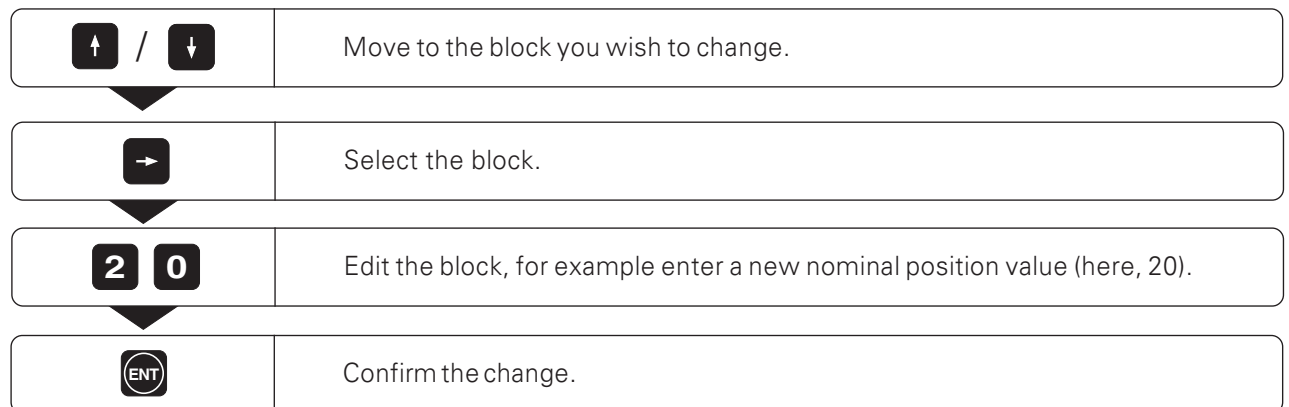 / Move to the block you wish to change.
Select the block.
2 0 Edit the block, for example enter a new nominal position value (here, 20).
ENT Confirm the change.